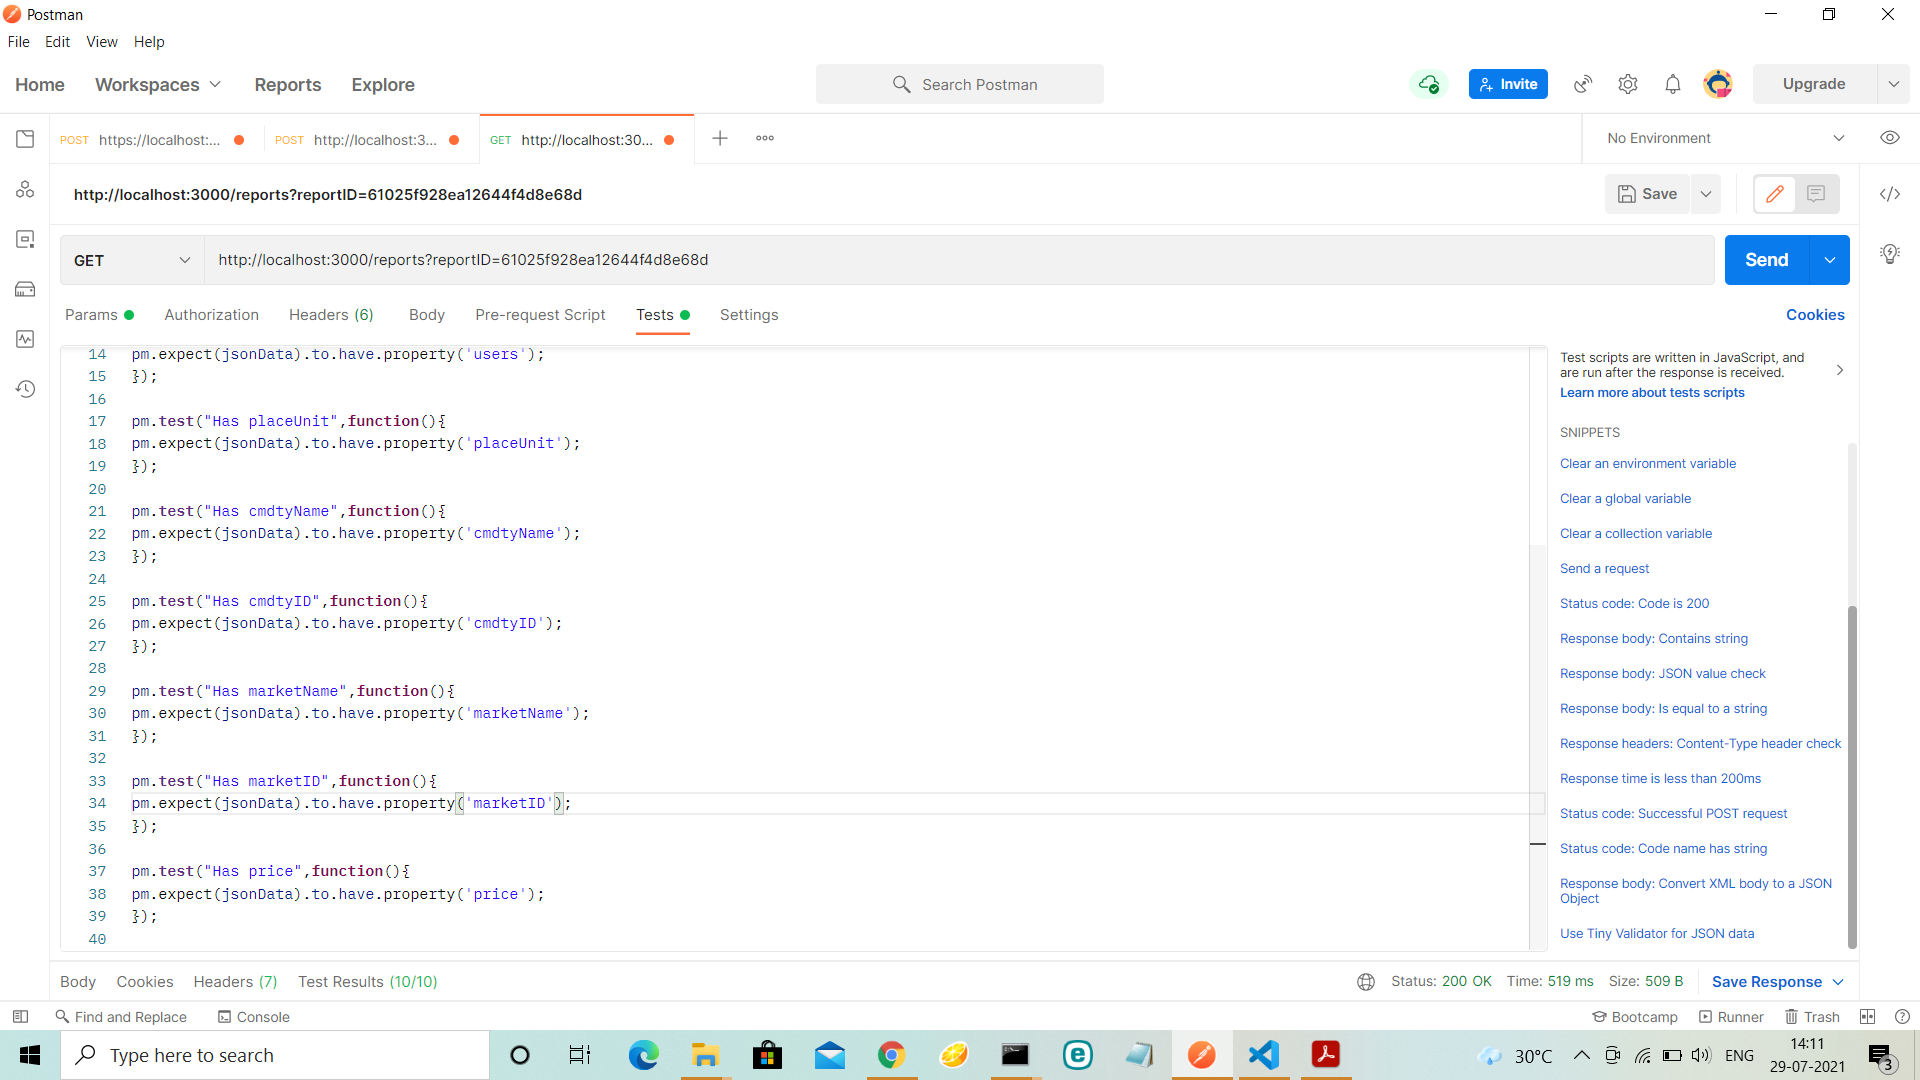 Postman
File Edit View Help
Home Workspaces Reports Explore Search Postman Invite Upgrade
POST https://localhost:... POST http://localhost:3... GET http://localhost:30... No Environment
http://localhost:3000/reports?reportID=61025f928ea12644f4d8e68d Save
GET http://localhost:3000/reports?reportID=61025f928ea12644f4d8e68d Send
Params Authorization Headers (6) Body Pre-request Script Tests Settings Cookies
14 pm.expect(jsonData).to.have.property('users');
15 });
16
17 pm.test("Has placeUnit",function(){
18 pm.expect(jsonData).to.have.property('placeUnit');
19 });
20
21 pm.test("Has cmdtyName",function(){
22 pm.expect(jsonData).to.have.property('cmdtyName');
23 });
24
25 pm.test("Has cmdtyID",function(){
26 pm.expect(jsonData).to.have.property('cmdtyID');
27 });
28
29 pm.test("Has marketName",function(){
30 pm.expect(jsonData).to.have.property('marketName');
31 });
32
33 pm.test("Has marketID",function(){
34 pm.expect(jsonData).to.have.property('marketID');
35 });
36
37 pm.test("Has price",function(){
38 pm.expect(jsonData).to.have.property('price');
39 });
40
Test scripts are written in JavaScript, and
are run after the response is received.
Learn more about tests scripts
SNIPPETS
Clear an environment variable
Clear a global variable
Clear a collection variable
Send a request
Status code: Code is 200
Response body: Contains string
Response body: JSON value check
Response body: Is equal to a string
Response headers: Content-Type header check
Response time is less than 200ms
Status code: Successful POST request
Status code: Code name has string
Response body: Convert XML body to a JSON
Object
Use Tiny Validator for JSON data
Body Cookies Headers (7) Test Results (10/10) Status: 200 OK Time: 519 ms Size: 509 B Save Response
Find and Replace Console Bootcamp Runner Trash
Type here to search 30°C ENG 14:11
29-07-2021 3